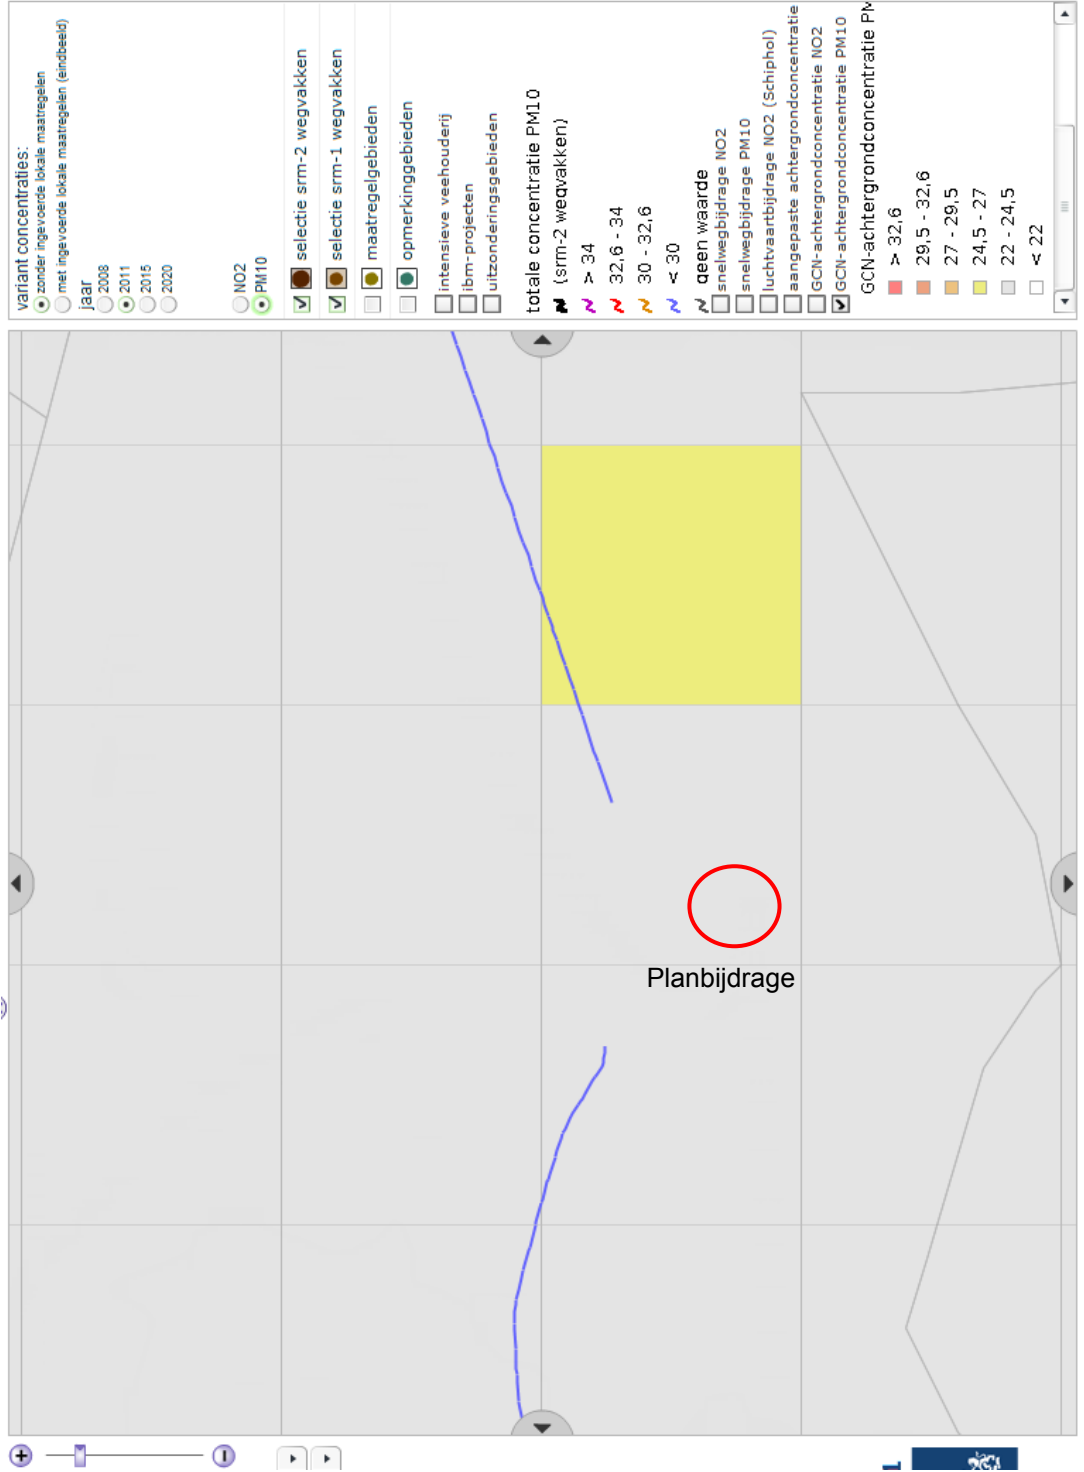 variant concentraties:
zonder ingevoerde lokale maatregelen
met ingevoerde lokale maatregelen (eindbeeld)
jaar
2008
2011
2015
2020
NO2
PM10
selectie srm-2 wegvakken
selectie srm-1 wegvakken
maatregelgebieden
opmerkinggebieden
intensieve veehouderij
ibm-projecten
uitzonderingsgebieden
totale concentratie PM10
(srm-2 wegvakken)
> 34
32,6 - 34
30 - 32,6
< 30
geen waarde
snelwegbijdrage NO2
snelwegbijdrage PM10
luchtvaartbijdrage NO2 (Schiphol)
aangepaste achtergrondconcentratie
GCN-achtergrondconcentratie NO2
GCN-achtergrondconcentratie PM10
GCN-achtergrondconcentratie PM
> 32,6
29,5 - 32,6
27 - 29,5
24,5 - 27
22 - 24,5
< 22
Planbijdrage